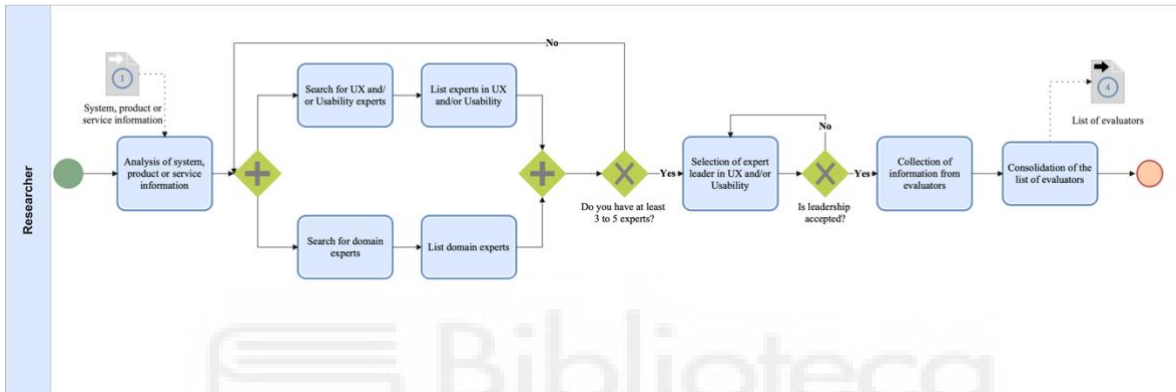 No
1
System, product or
service information
Search for UX and/
or Usability experts
List experts in UX
and/or Usability
4
List of evaluators
No
Researcher
Analysis of system,
product or service
information
Yes
Selection of expert
leader in UX and/or
Usability
Yes
Collection of
information from
evaluators
Consolidation of the
list of evaluators
Do you have at least
3 to 5 experts?
Is leadership
accepted?
Search for domain
experts
List domain experts
Biblioteca